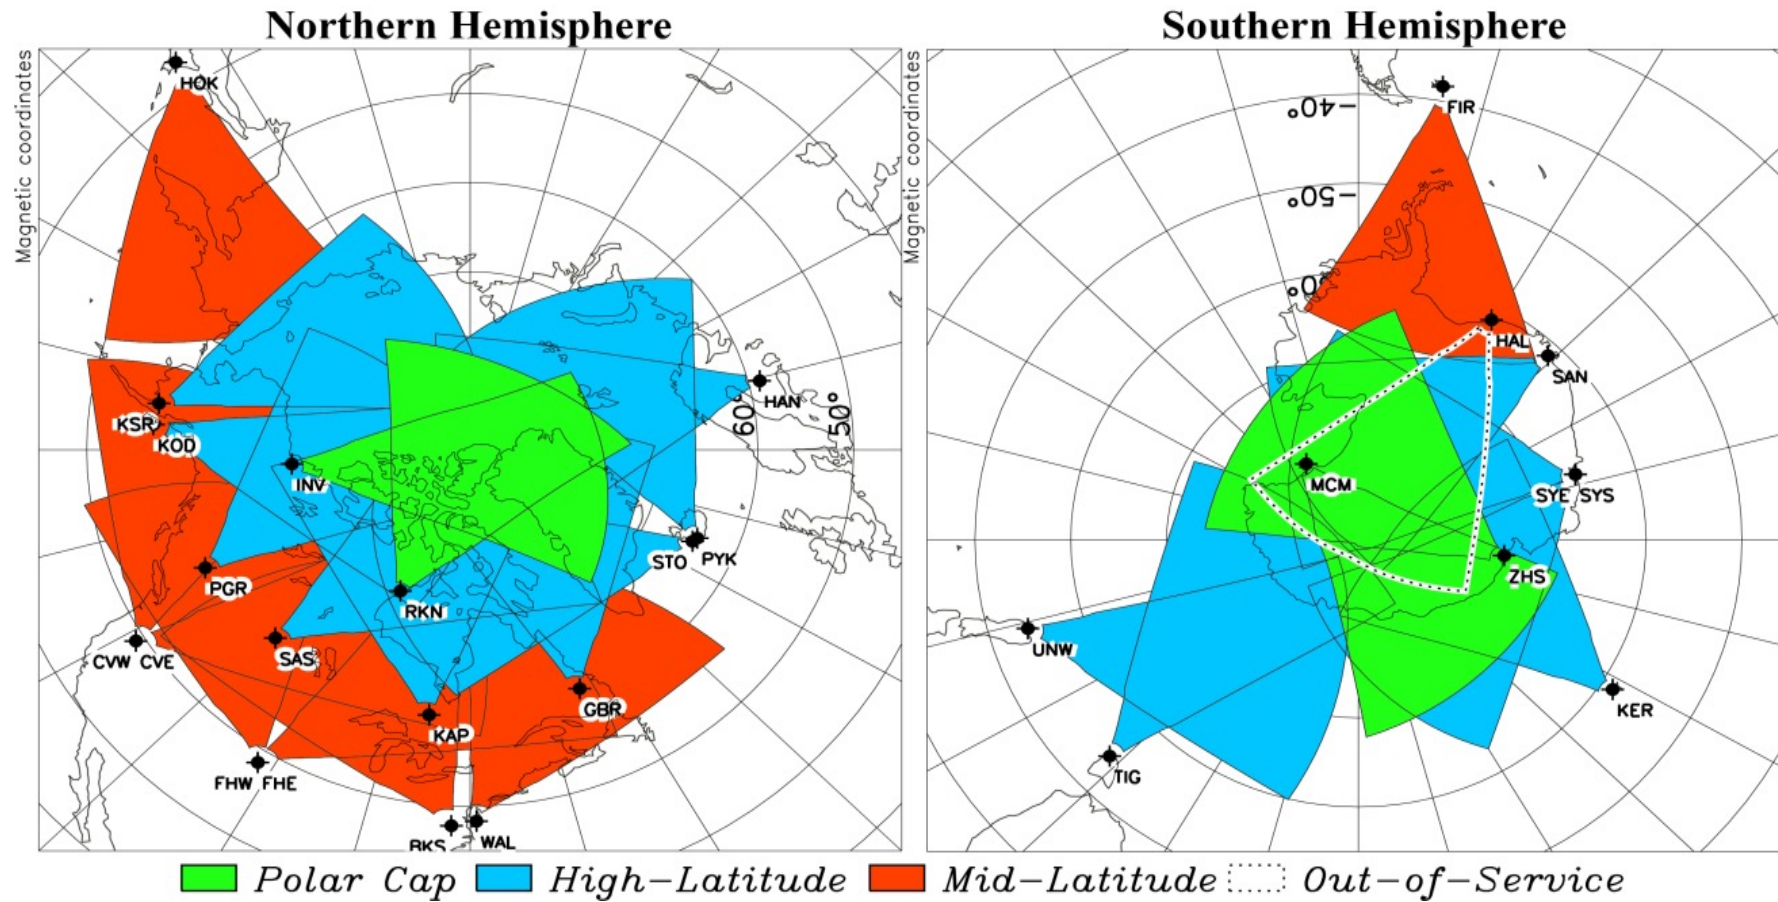 Northern Hemisphere
Southern Hemisphere
Magnetic coordinates
HOK
KSR
KOD
INV
HAN
60°
50°
STO PYK
PGR
RKN
CVW CVE
SAS
GBR
KAP
FHW FHE
BKS WAL
Magnetic coordinates
FIR
-40°
-50°
HAL
SAN
MCM
SYE SYS
ZHS
UNW
KER
TIG
Polar Cap
High-Latitude
Mid-Latitude
Out-of-Service